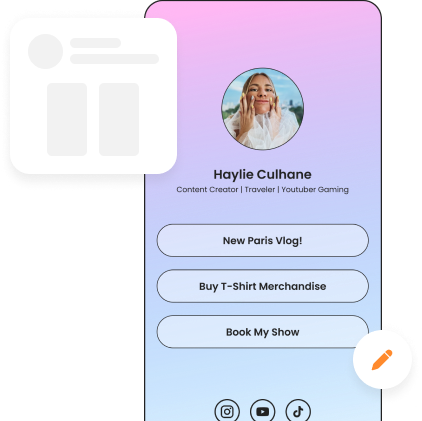 Haylie Culhane
Content Creator | Traveler | Youtuber Gaming
New Paris Vlog!
Buy T-Shirt Merchandise
Book My Show